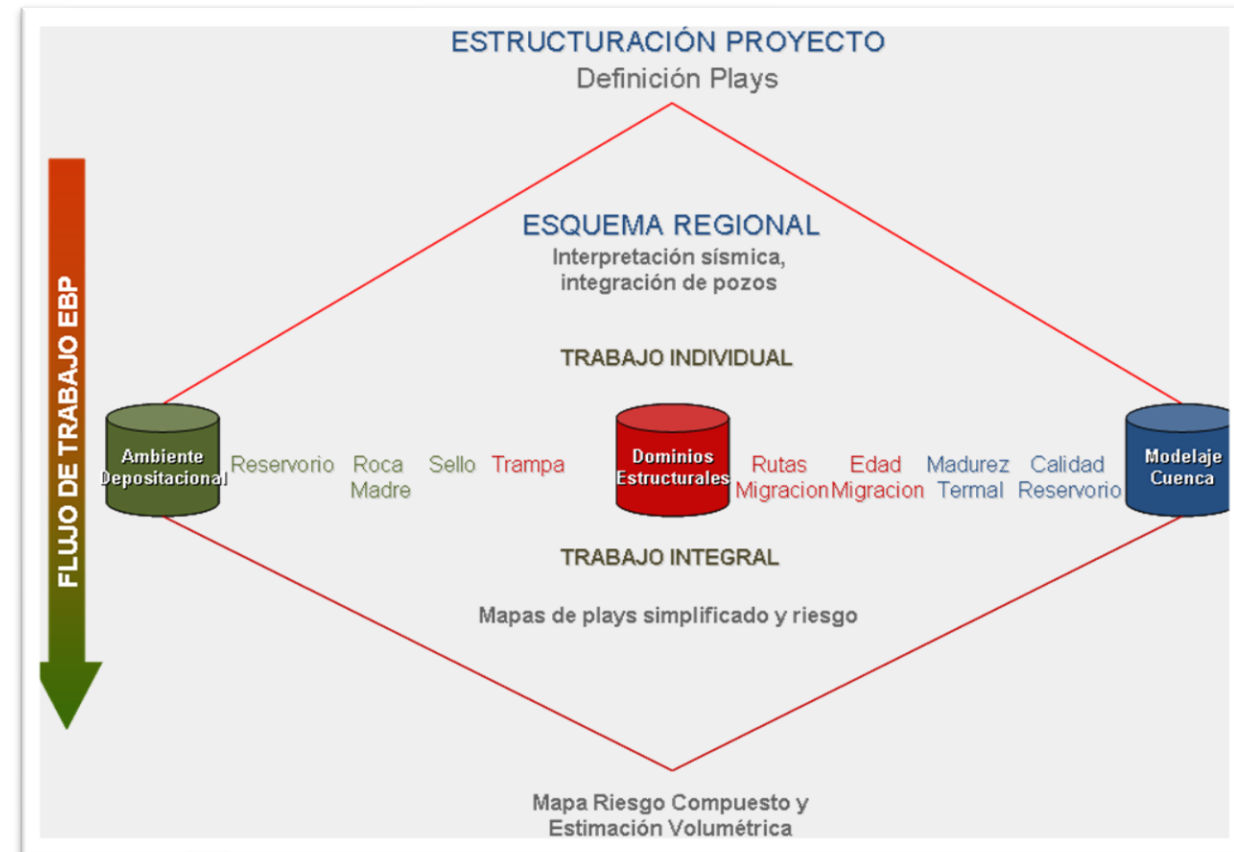 ESTRUCTURACIÓN PROYECTO
Definición Plays
ESQUEMA REGIONAL
Interpretación sísmica,
integración de pozos
FLUJO DE TRABAJO EBP
TRABAJO INDIVIDUAL
Ambiente
Depositacional
Reservorio
Roca
Madre
Sello
Trampa
Dominios
Estructurales
Rutas
Migracion
Edad
Migracion
Madurez
Termal
Calidad
Reservorio
Modelaje
Cuenca
TRABAJO INTEGRAL
Mapas de plays simplificado y riesgo
Mapa Riesgo Compuesto y
Estimación Volumétrica